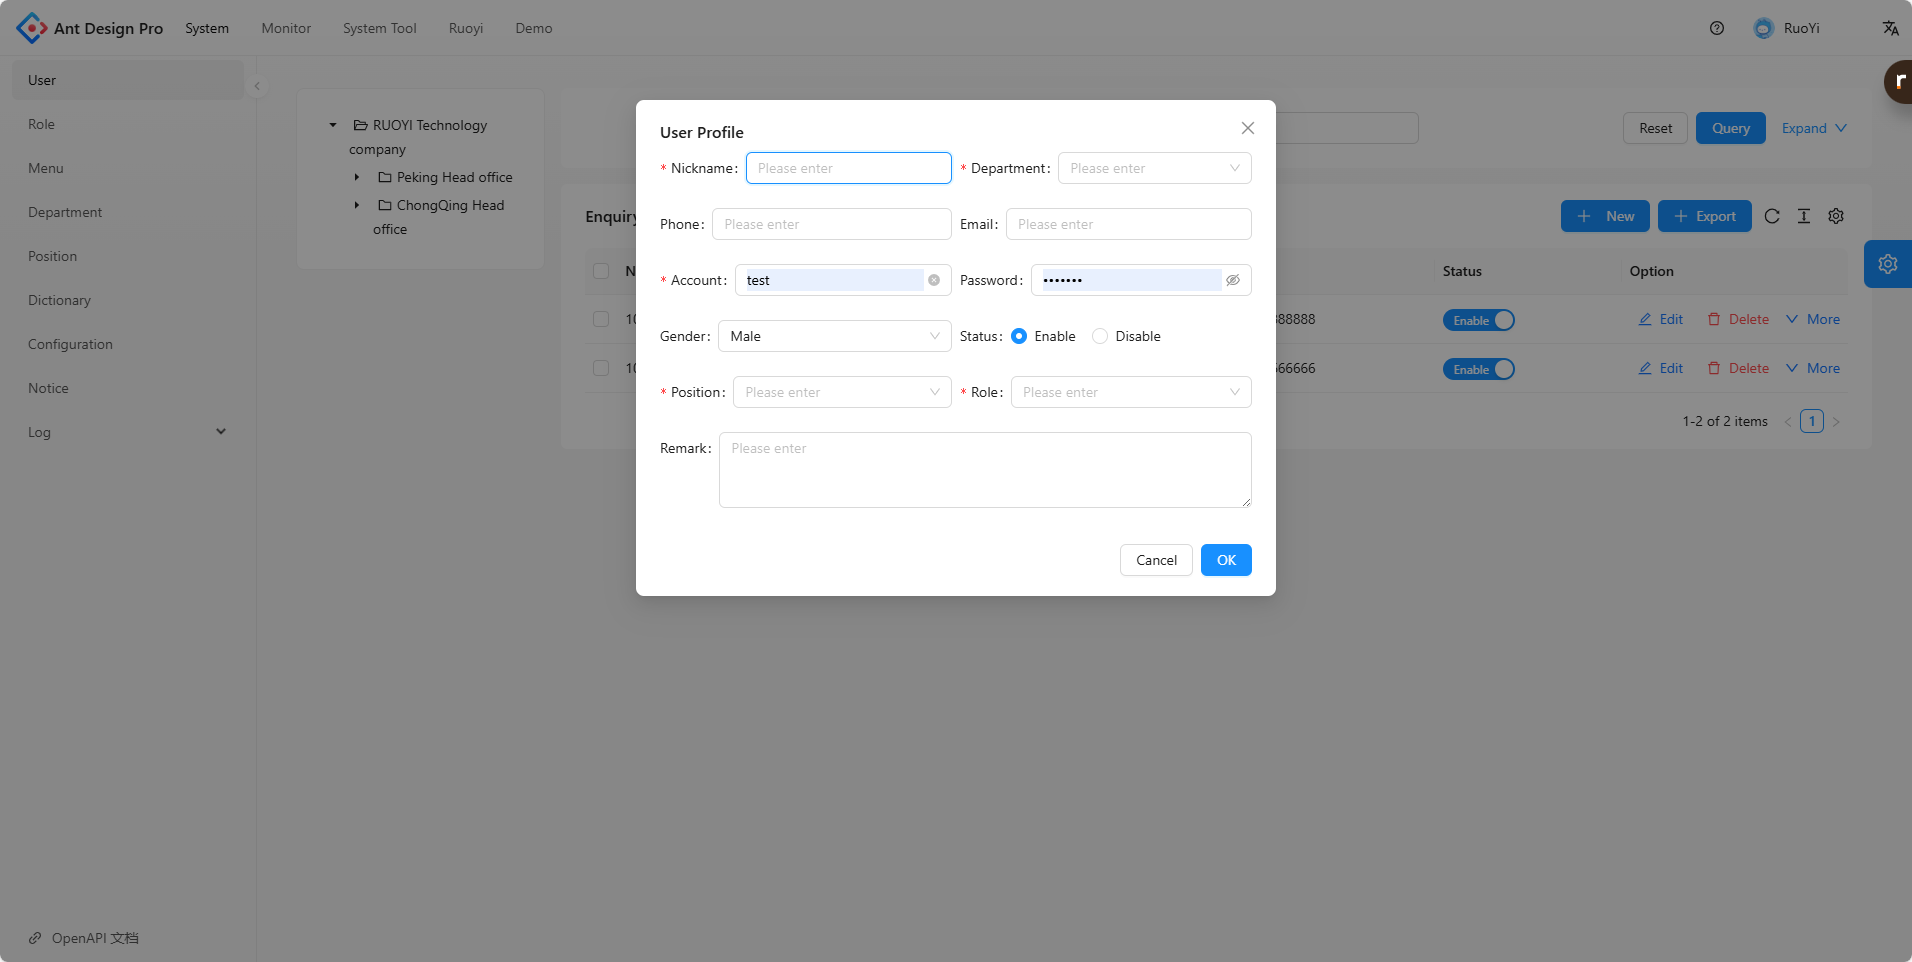 Ant Design Pro System Monitor System Tool Ruoyi Demo RuoYi
User
Role
Menu
Department
Position
Dictionary
Configuration
Notice
Log
OpenAPI 文档
RUOYI Technology
company
Peking Head office
ChongQing Head
office
Reset Query Expand
Enquiry
New Export
Status Option
10 888888 Enable Edit Delete More
10 666666 Enable Edit Delete More
1-2 of 2 items 1
User Profile
* Nickname: Please enter * Department: Please enter
Phone: Please enter Email: Please enter
* Account: test Password: •••••••
Gender: Male Status: Enable Disable
* Position: Please enter * Role: Please enter
Remark: Please enter
Cancel OK